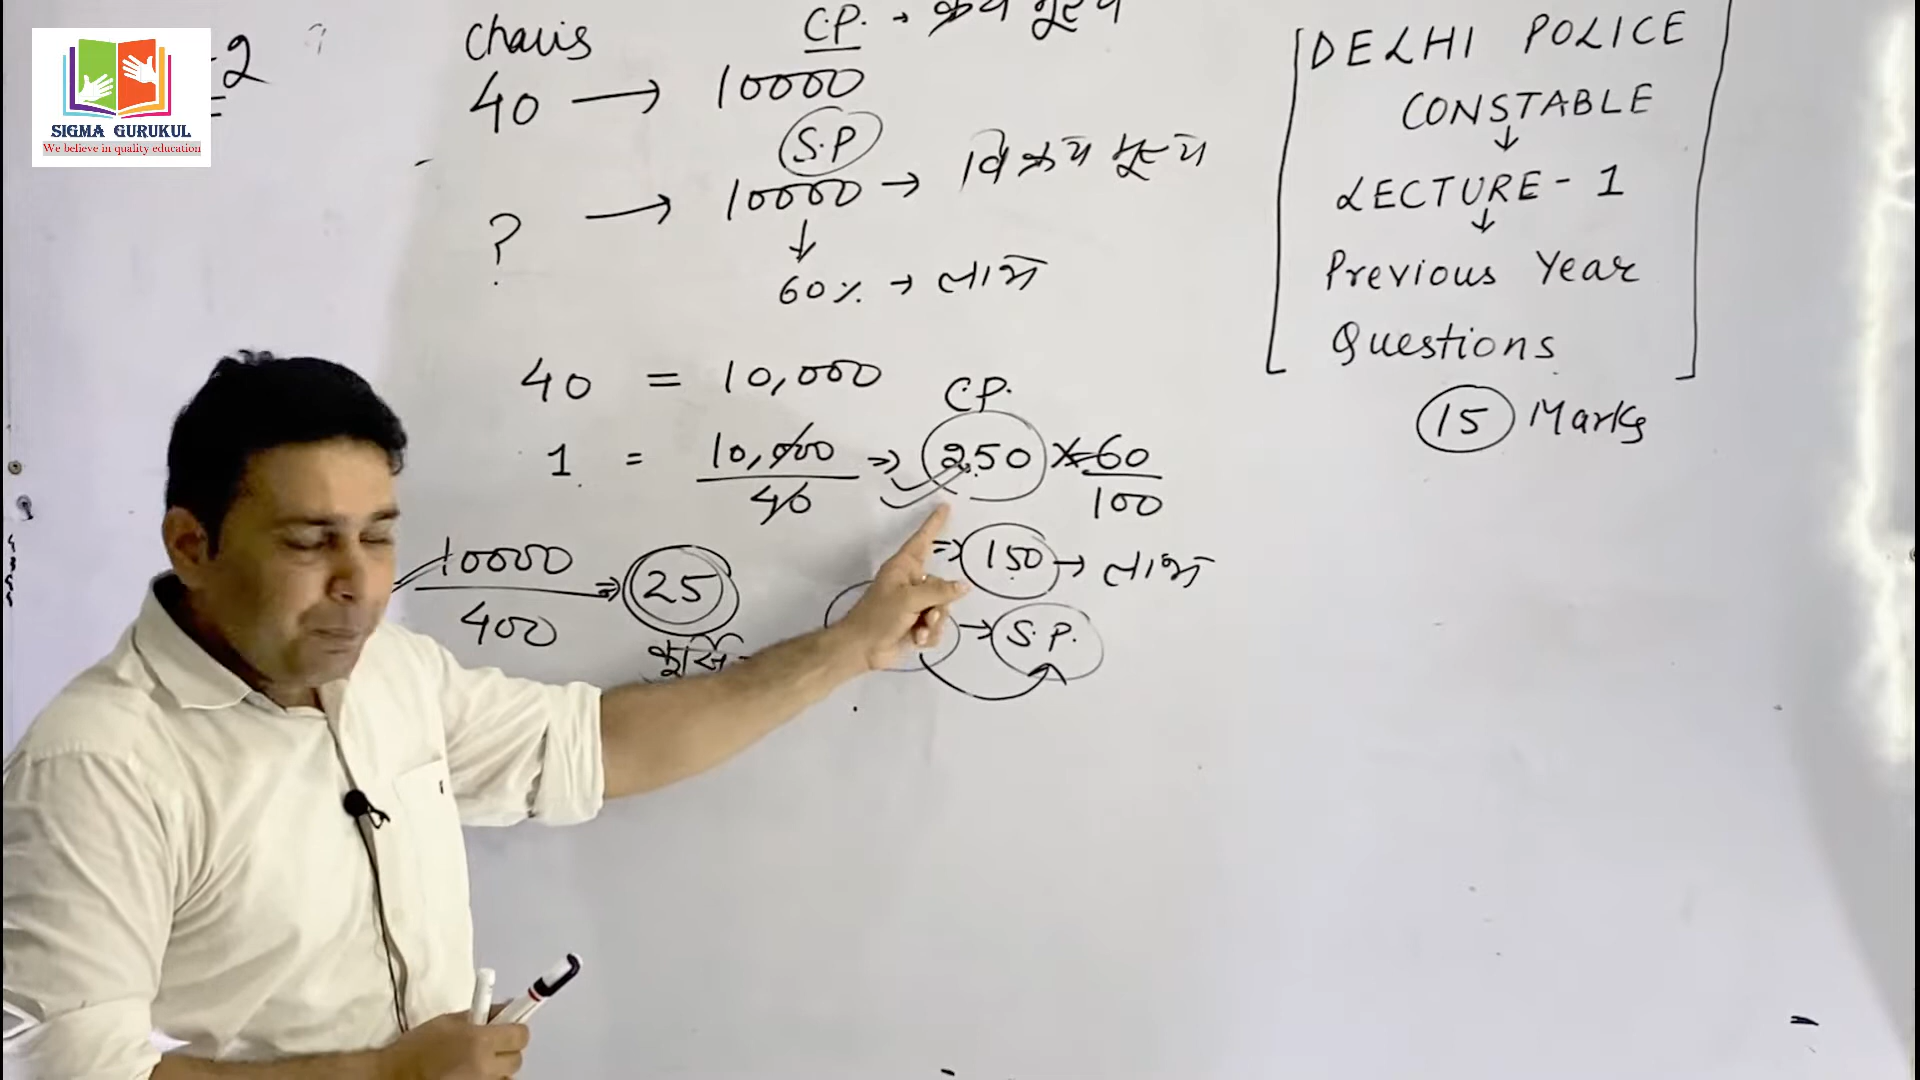 SIGMA GURUKUL
We believe in quality education
-2
Chairs
C.P. → क्रय मूल्य
40 → 10000
S.P
? → 10000 → विक्रय मूल्य
↓
60% → लाभ
40 = 10,000
C.P.
1 = 10,000/40 ⇒ 250 × 60/100
⇒ 150 → लाभ
10000/400 ⇒ 25
→ S.P.
DELHI POLICE
CONSTABLE
↓
LECTURE - 1
↓
Previous Year
Questions
15 Marks